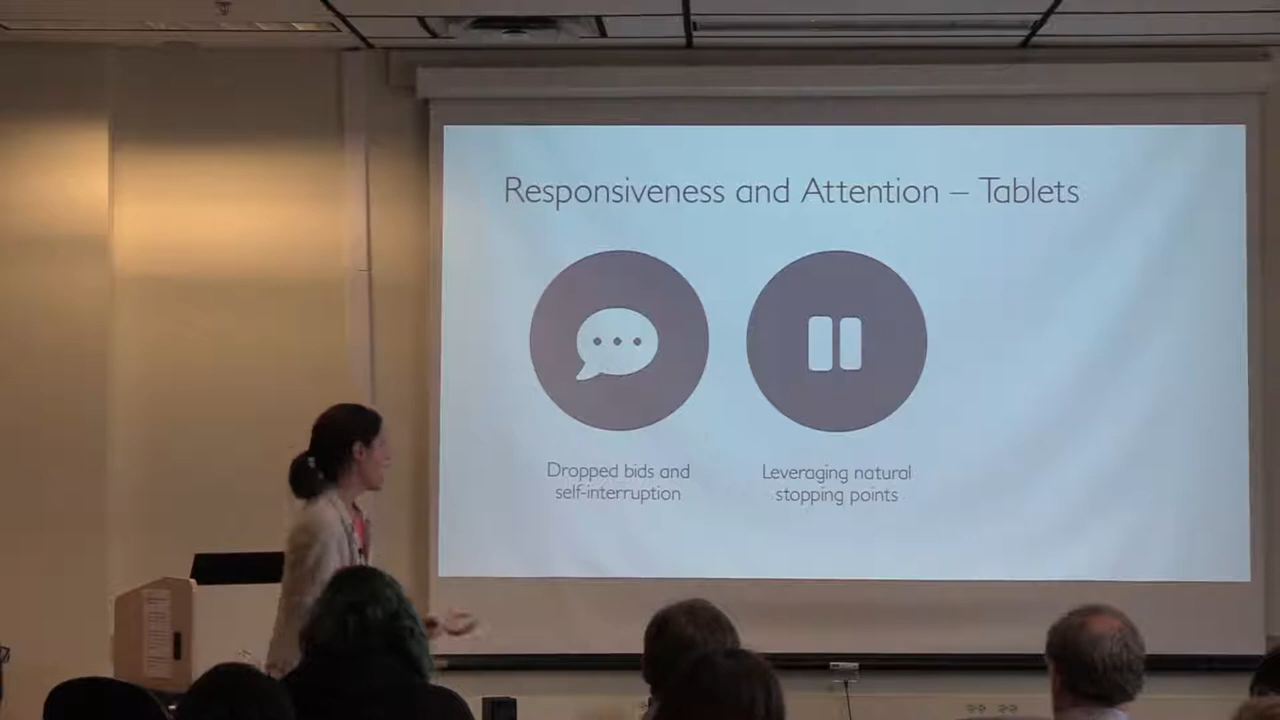 Responsiveness and Attention – Tablets
Dropped bids and
self-interruption
Leveraging natural
stopping points